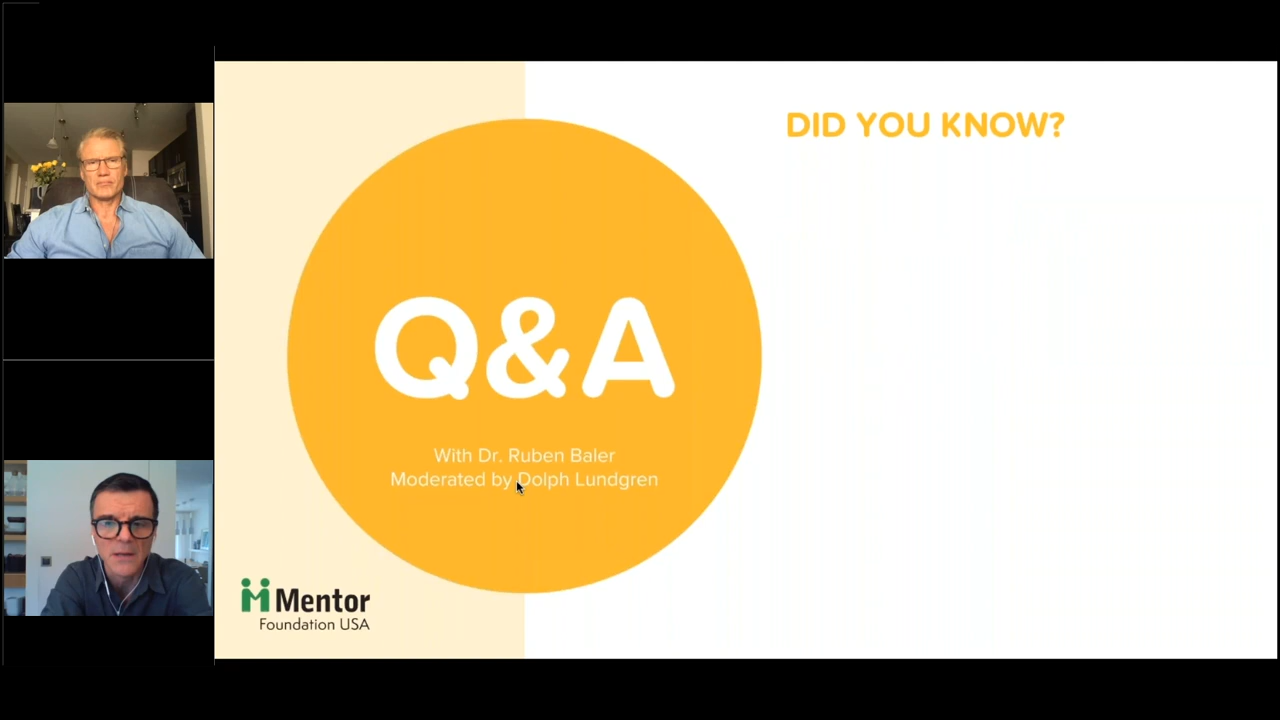 DID YOU KNOW?
Q&A
With Dr. Ruben Baler
Moderated by Dolph Lundgren
Mentor
Foundation USA